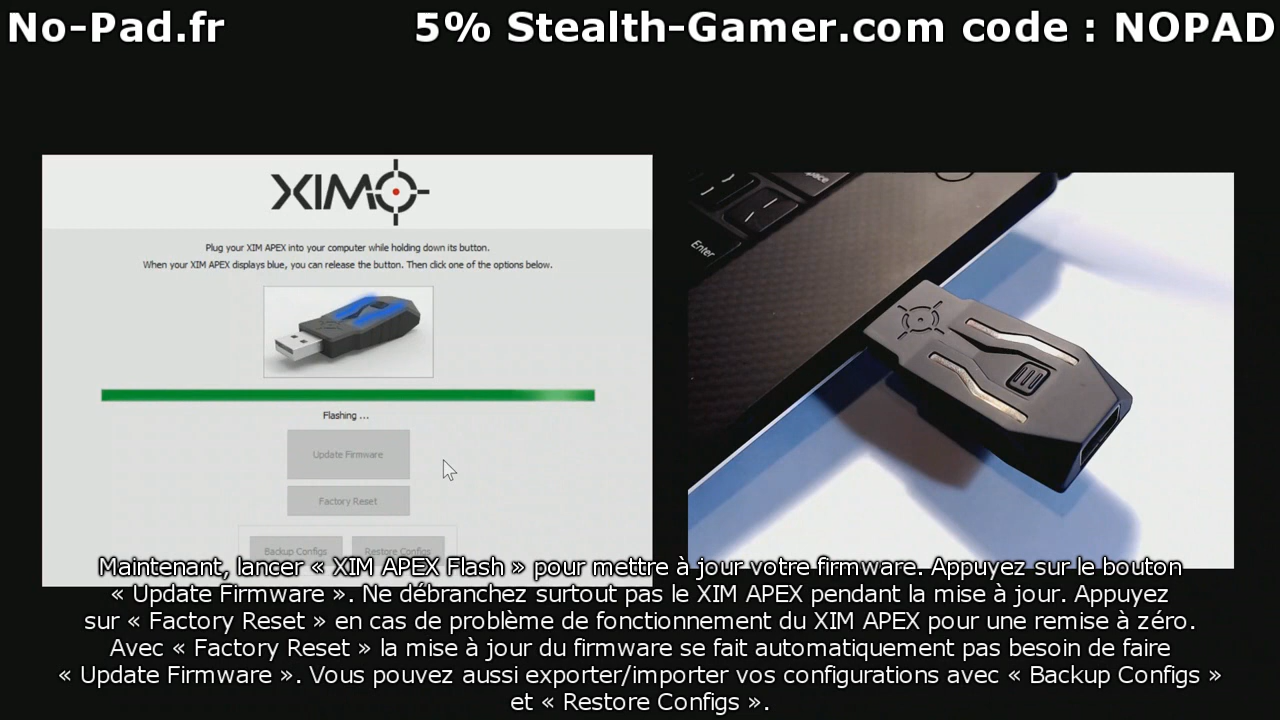 No-Pad.fr
5% Stealth-Gamer.com code : NOPAD
XIM
Plug your XIM APEX into your computer while holding down its button.
When your XIM APEX displays blue, you can release the button. Then click one of the options below.
Flashing ...
Update Firmware
Factory Reset
Backup Configs
Restore Configs
Enter
Maintenant, lancer « XIM APEX Flash » pour mettre à jour votre firmware. Appuyez sur le bouton
« Update Firmware ». Ne débranchez surtout pas le XIM APEX pendant la mise à jour. Appuyez
sur « Factory Reset » en cas de problème de fonctionnement du XIM APEX pour une remise à zéro.
Avec « Factory Reset » la mise à jour du firmware se fait automatiquement pas besoin de faire
« Update Firmware ». Vous pouvez aussi exporter/importer vos configurations avec « Backup Configs »
et « Restore Configs ».